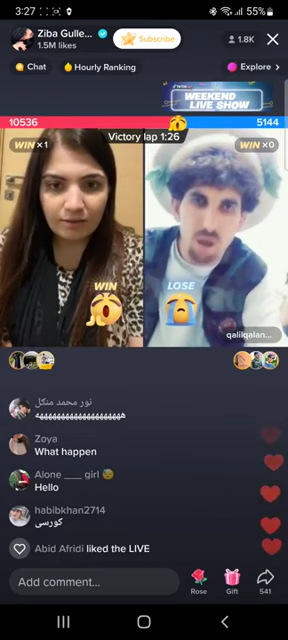 3:27
55%
Ziba Gulle...
1.5M likes
Subscribe
1.8K
Chat
Hourly Ranking
Explore >
WEEKEND
LIVE SHOW
10536
5144
Victory lap 1:26
WIN ×1
WIN ×0
WIN
LOSE
qalilqalan...
نور محمد منگل
Zoya
What happen
Alone ___ girl 😥
Hello
habibkhan2714
کورسی
Abid Afridi liked the LIVE
Add comment...
Rose
Gift
541